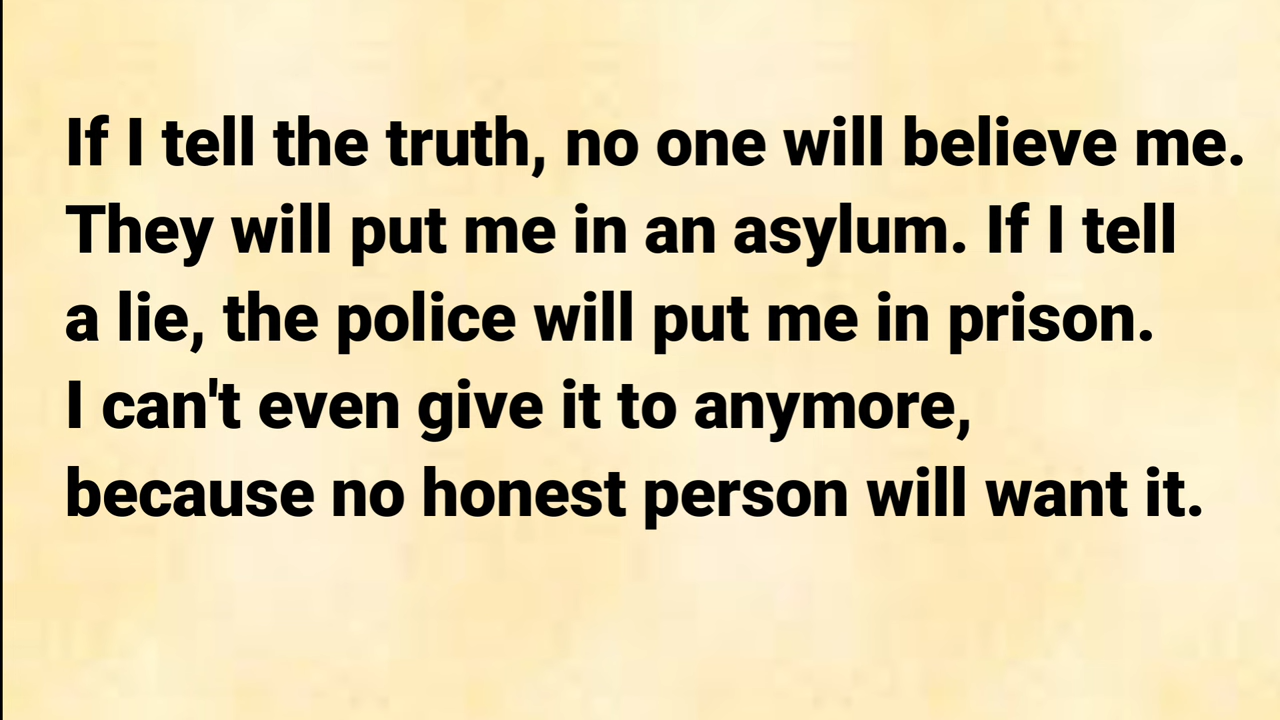 If I tell the truth, no one will believe me.
They will put me in an asylum. If I tell
a lie, the police will put me in prison.
I can't even give it to anymore,
because no honest person will want it.